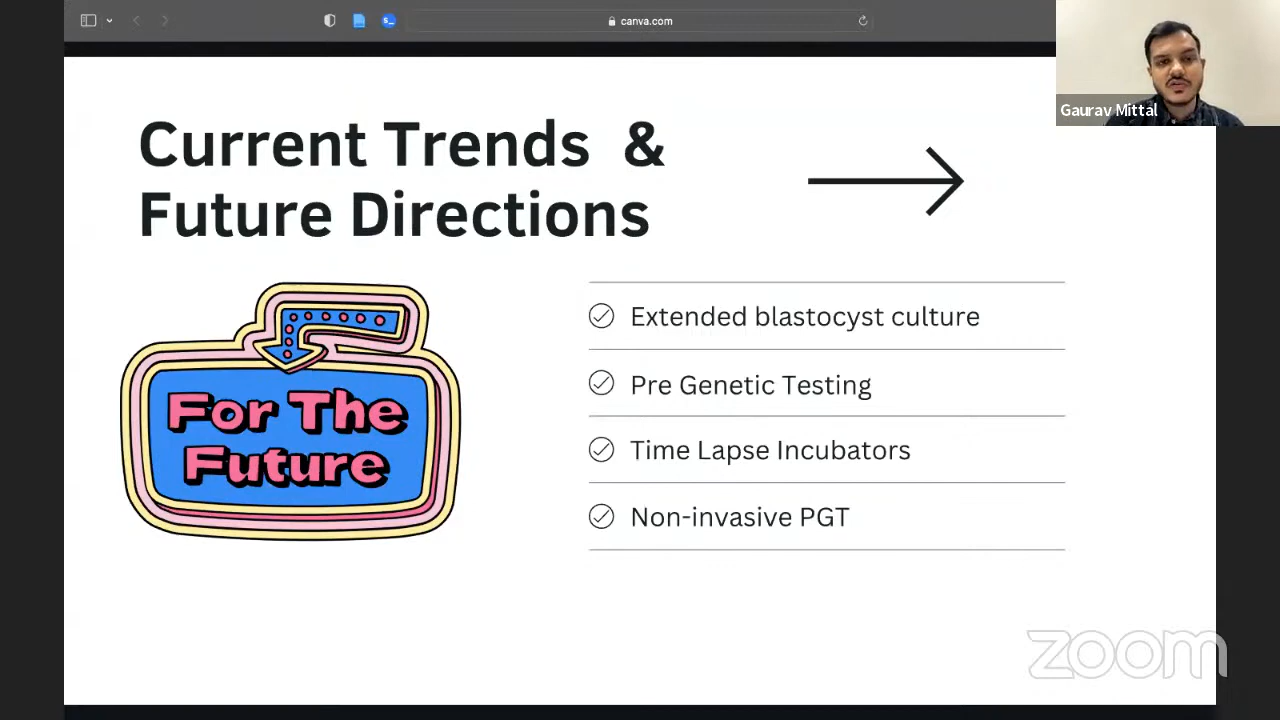 canva.com
Gaurav Mittal
Current Trends &
Future Directions
For The
Future
Extended blastocyst culture
Pre Genetic Testing
Time Lapse Incubators
Non-invasive PGT
zoom